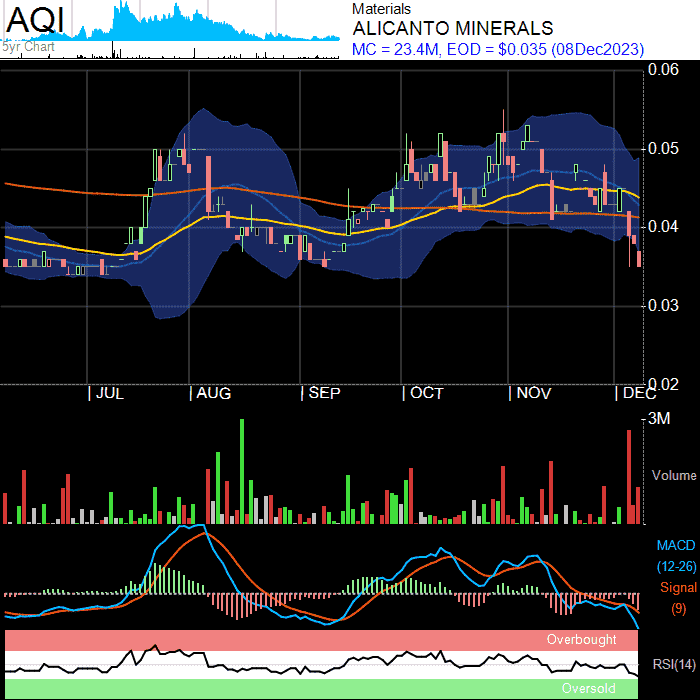 AQI
5yr Chart
Materials
ALICANTO MINERALS
MC = 23.4M, EOD = $0.035 (08Dec2023)
0.06
0.05
0.04
0.03
0.02
| JUL
| AUG
| SEP
| OCT
| NOV
| DEC
3M
Volume
MACD
(12-26)
Signal
(9)
Overbought
RSI(14)
Oversold